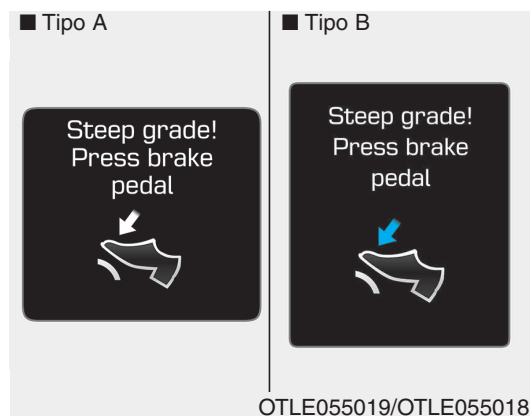 ■ Tipo A
Steep grade!
Press brake
pedal
■ Tipo B
Steep grade!
Press brake
pedal
OTLE055019/OTLE055018